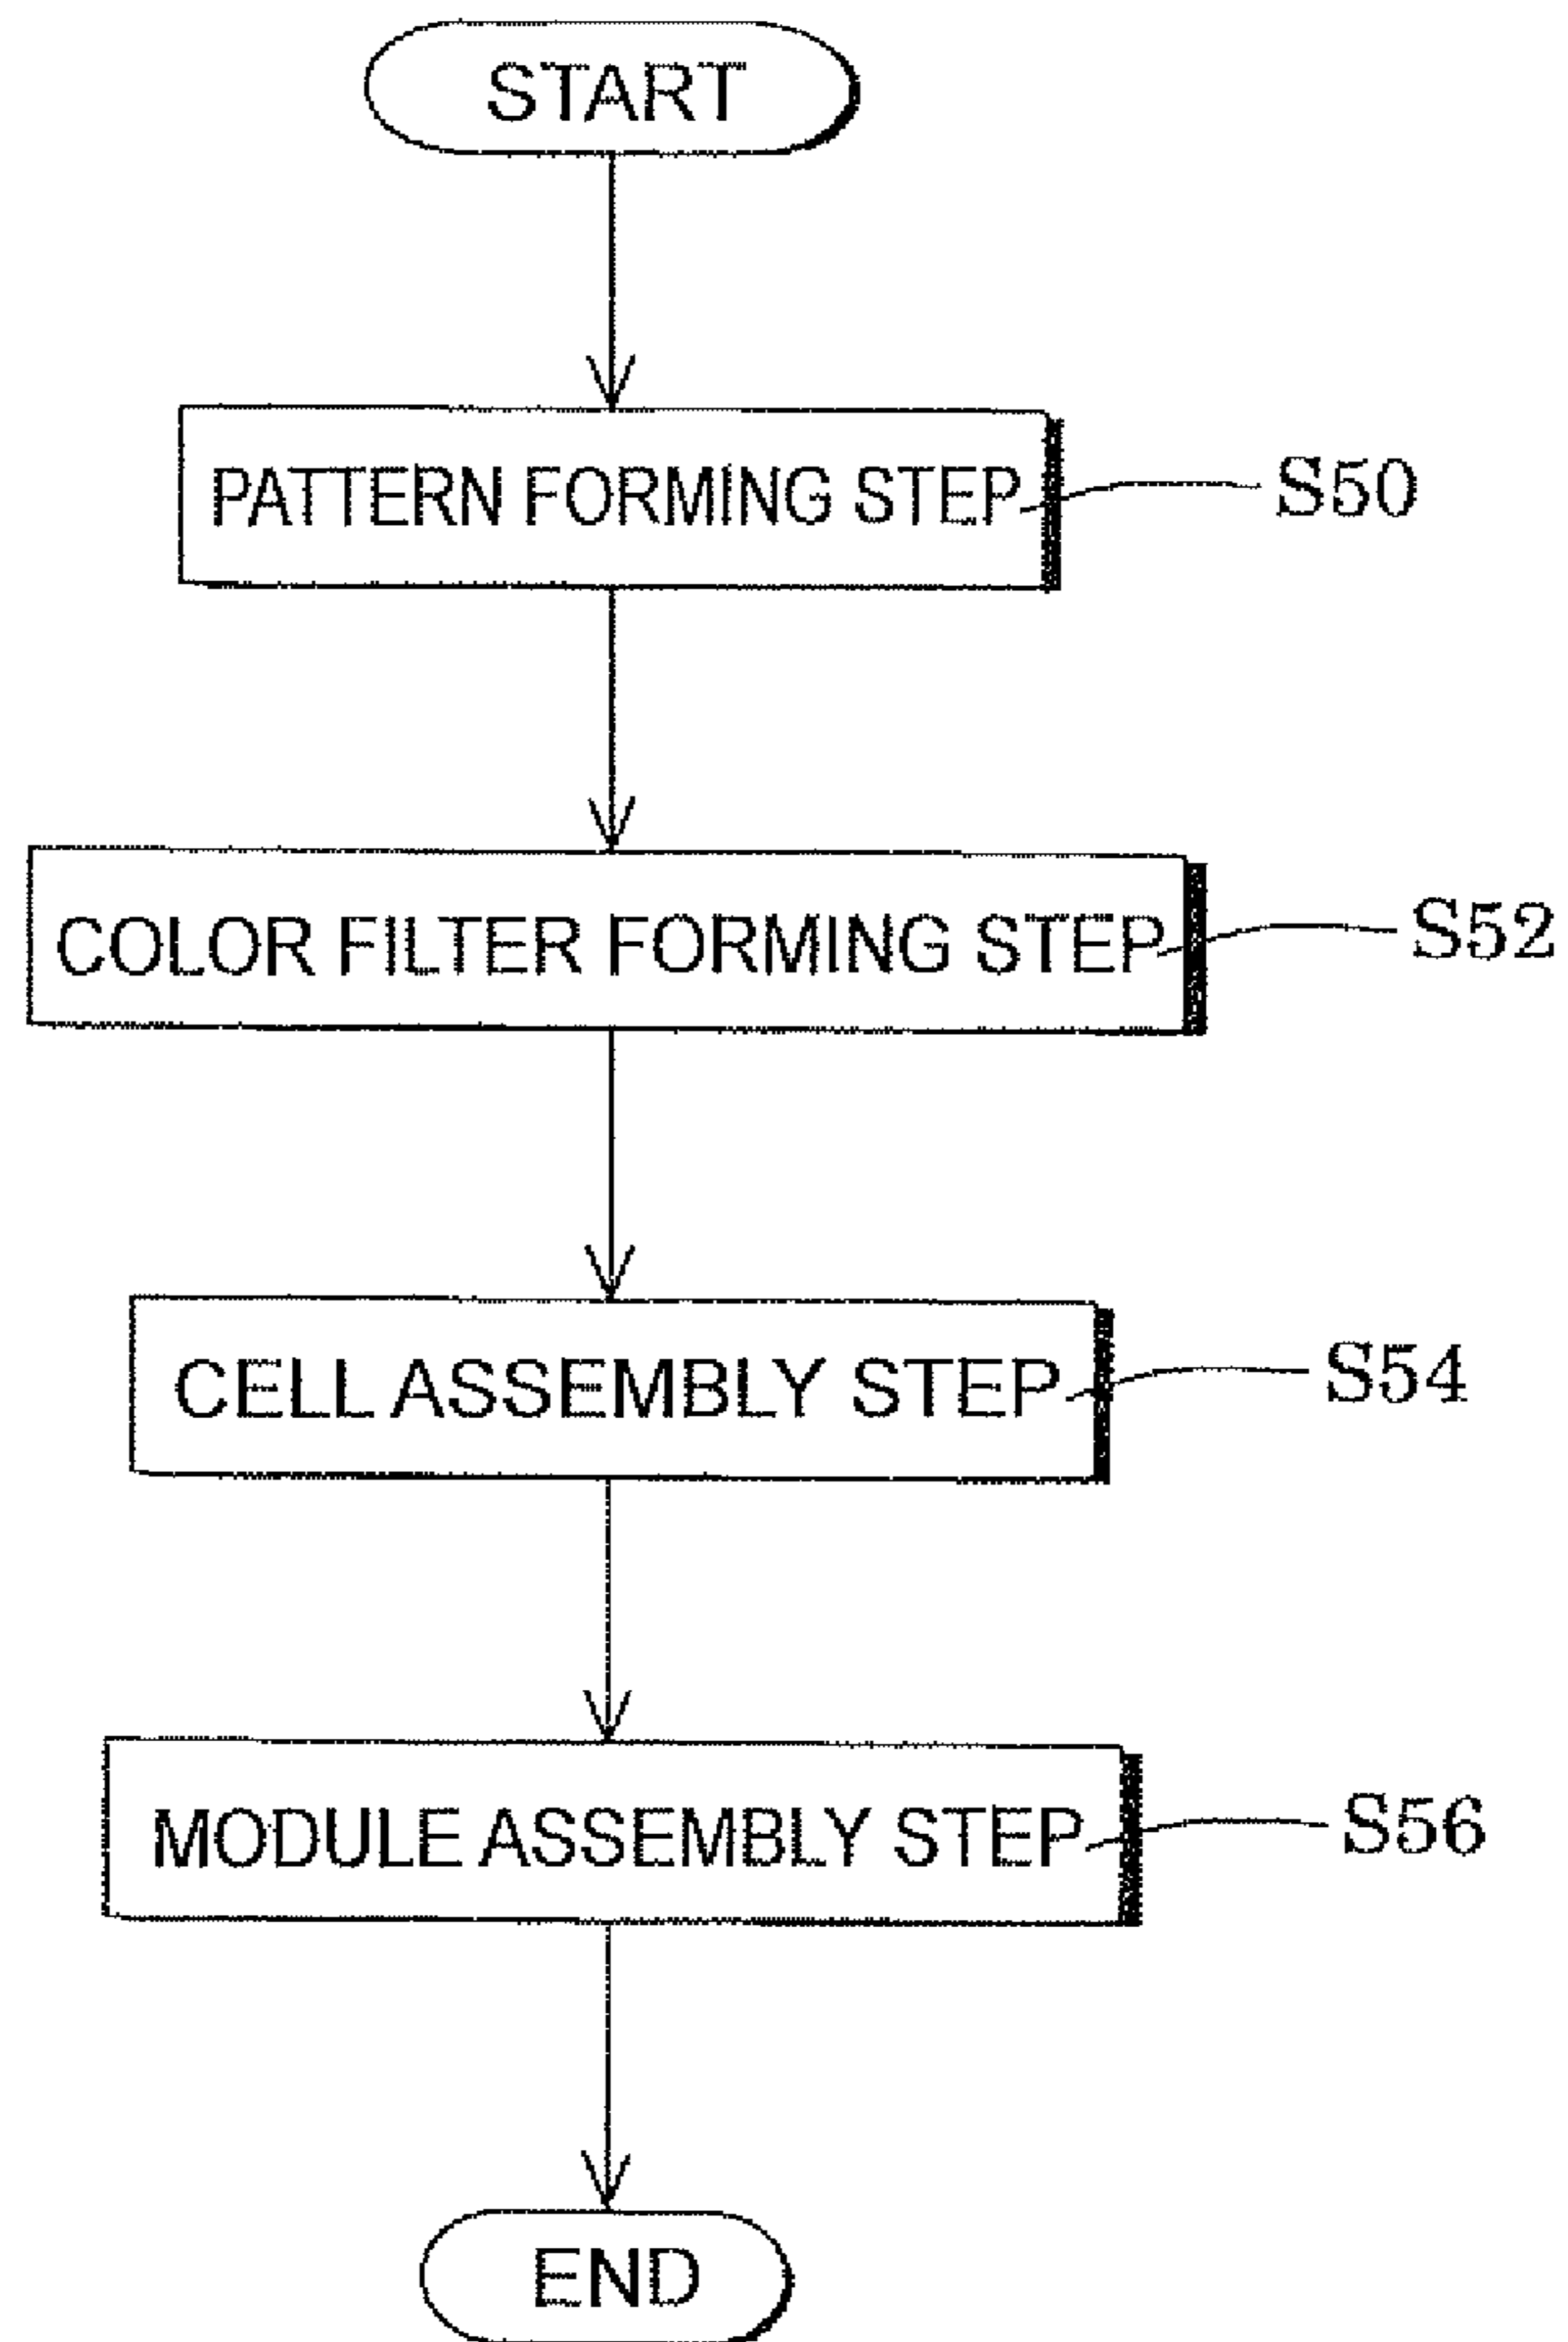 START
PATTERN FORMING STEP
S50
COLOR FILTER FORMING STEP
S52
CELL ASSEMBLY STEP
S54
MODULE ASSEMBLY STEP
S56
END